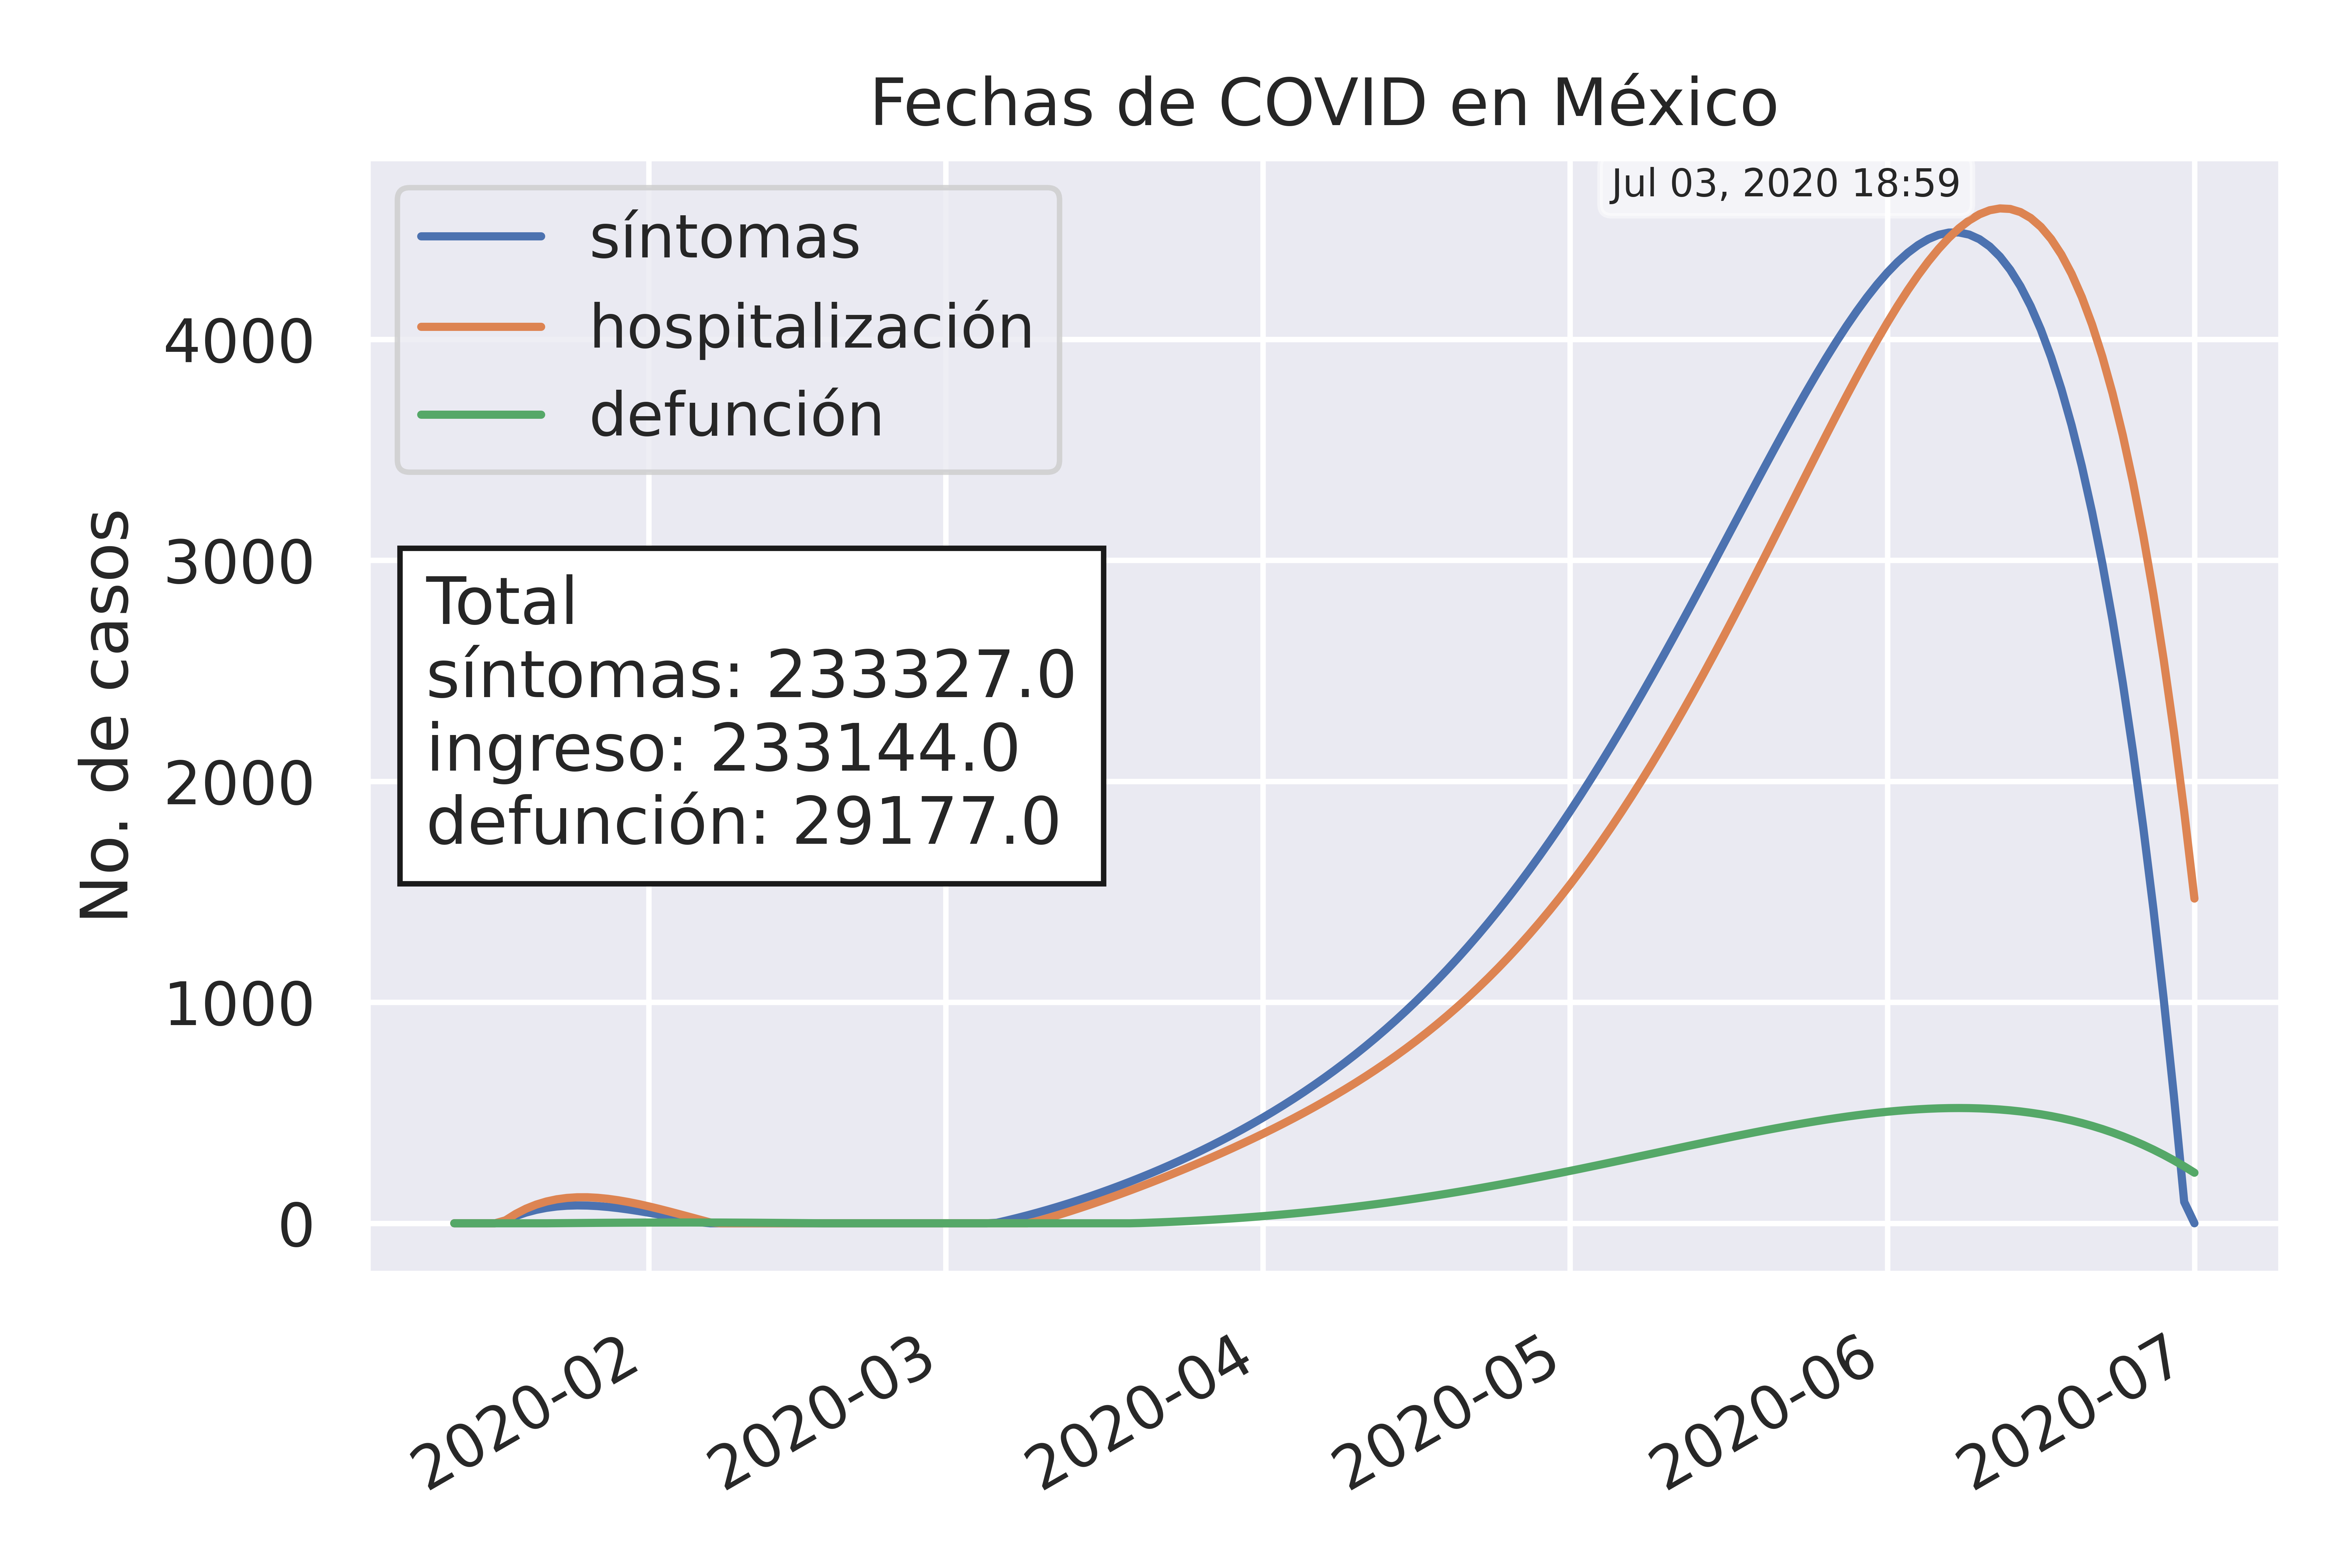 Fechas de COVID en México
Jul 03, 2020 18:59
síntomas
hospitalización
defunción
Total
síntomas: 233327.0
ingreso: 233144.0
defunción: 29177.0
No. de casos
4000
3000
2000
1000
0
2020-02
2020-03
2020-04
2020-05
2020-06
2020-07